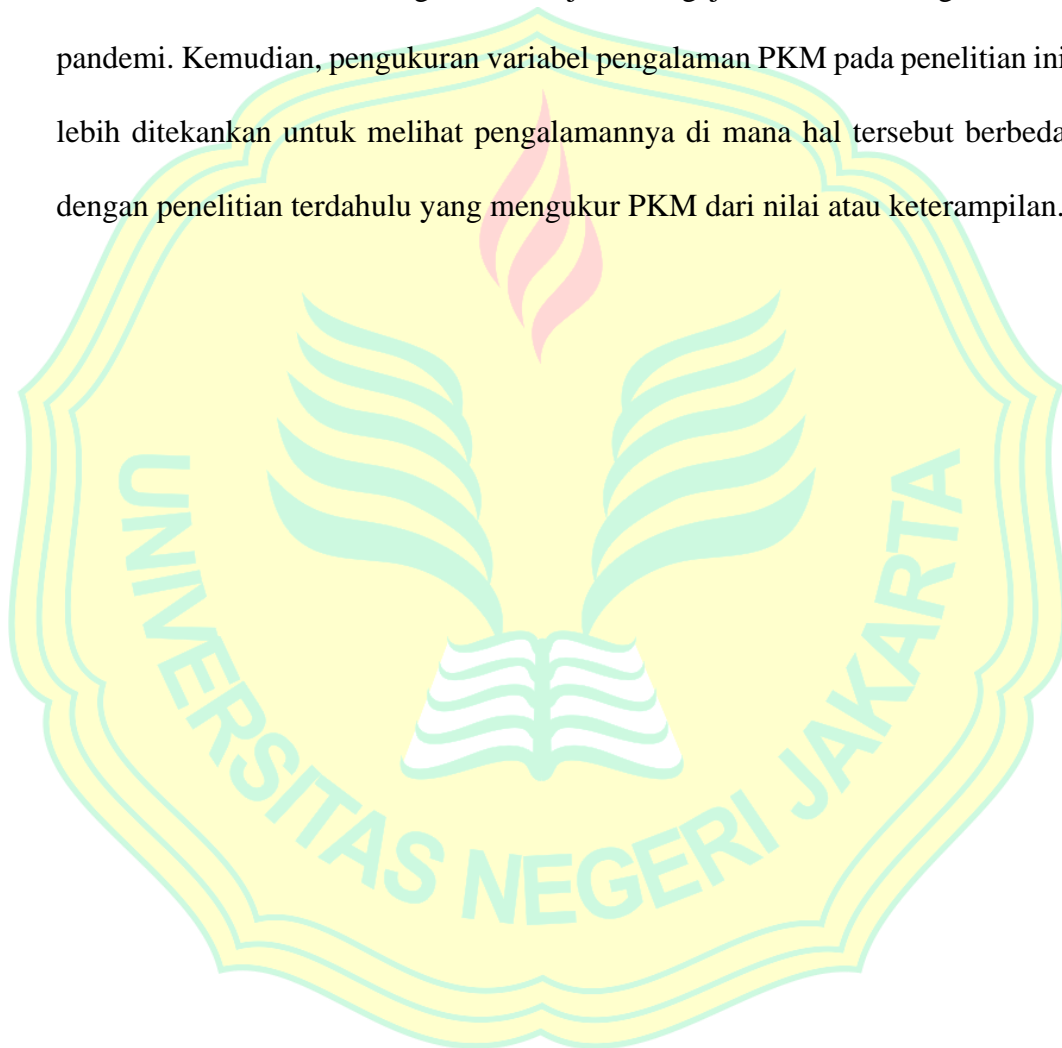 pandemi. Kemudian, pengukuran variabel pengalaman PKM pada penelitian ini
lebih ditekankan untuk melihat pengalamannya di mana hal tersebut berbeda
dengan penelitian terdahulu yang mengukur PKM dari nilai atau keterampilan.
UNIVERSITAS NEGERI JAKARTA